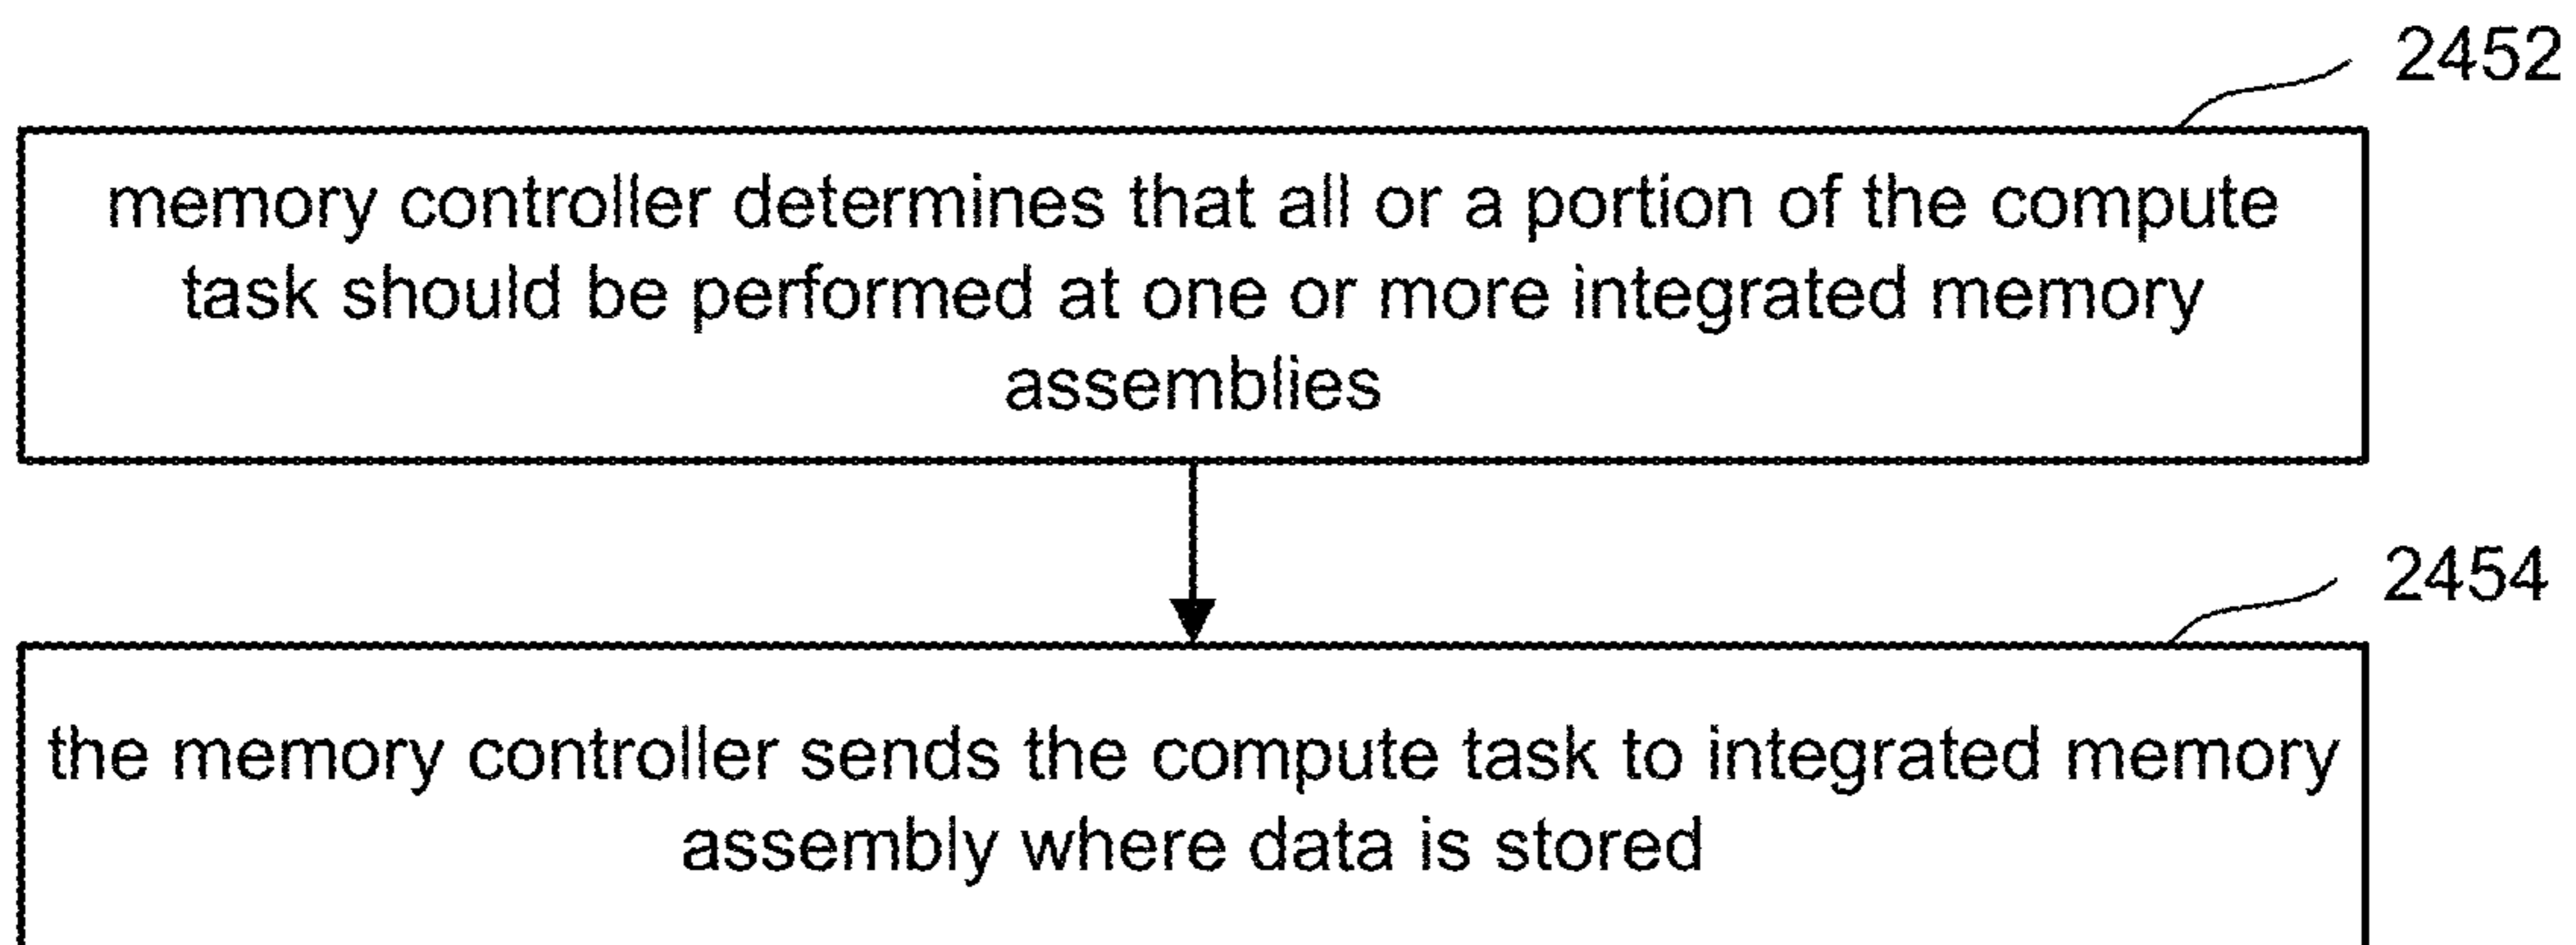 2452
memory controller determines that all or a portion of the compute
task should be performed at one or more integrated memory
assemblies
2454
the memory controller sends the compute task to integrated memory
assembly where data is stored